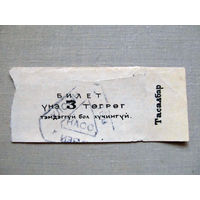 БИЛЕТ
ҮНЭ 3 ТӨГРӨГ
тэмдэггүй бол хүчингүй.
Тасалбар